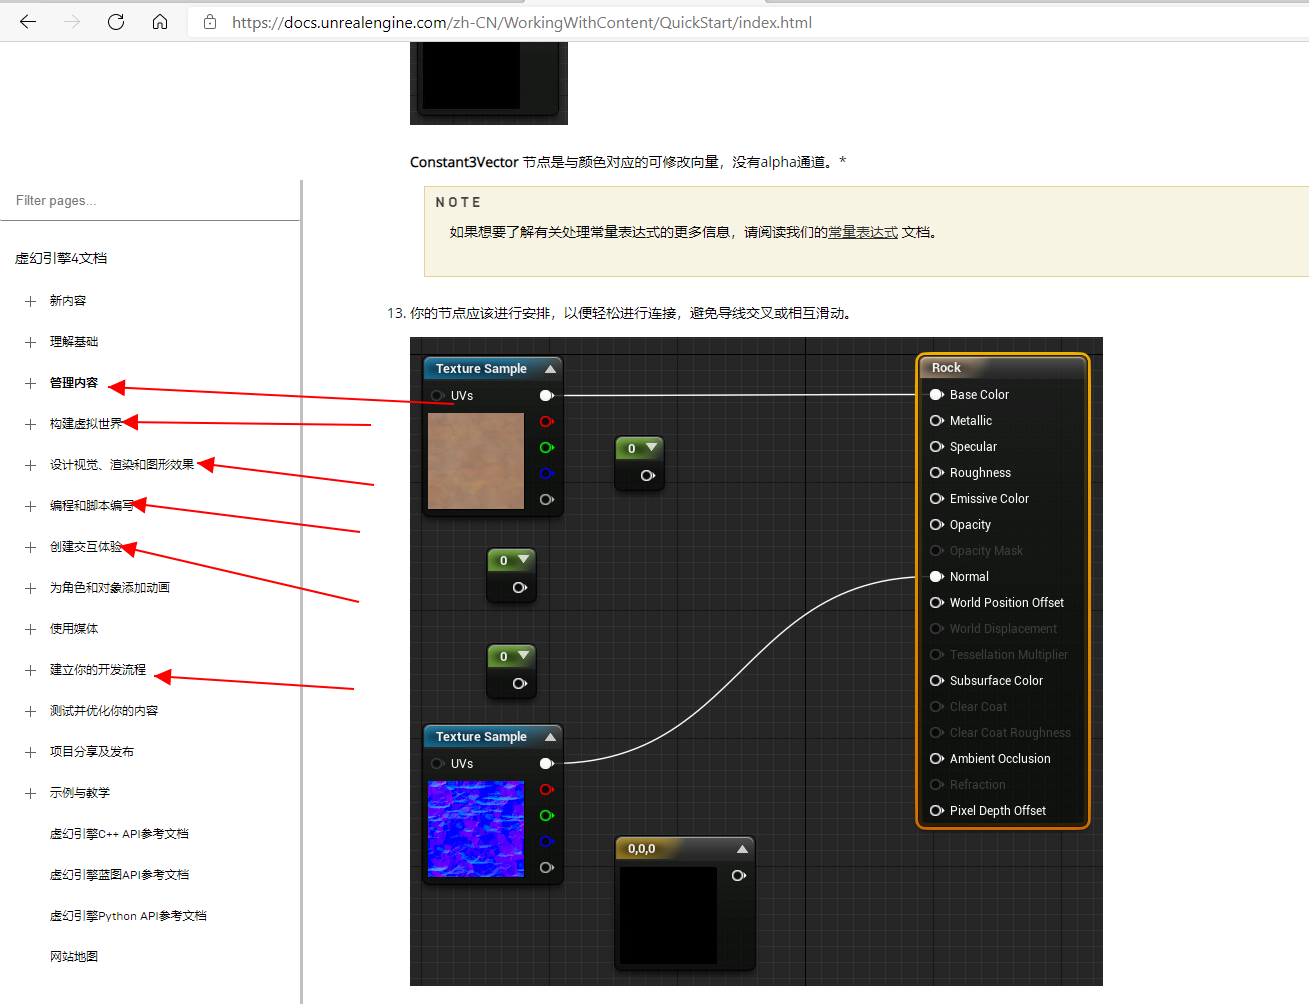 https://docs.unrealengine.com/zh-CN/WorkingWithContent/QuickStart/index.html
Constant3Vector 节点是与颜色对应的可修改向量，没有alpha通道。*
NOTE
如果想要了解有关处理常量表达式的更多信息，请阅读我们的常量表达式 文档。
13. 你的节点应该进行安排，以便轻松进行连接，避免导线交叉或相互滑动。
Filter pages...
虚幻引擎4文档
新内容
理解基础
管理内容
构建虚拟世界
设计视觉、渲染和图形效果
编程和脚本编写
创建交互体验
为角色和对象添加动画
使用媒体
建立你的开发流程
测试并优化你的内容
项目分享及发布
示例与教学
虚幻引擎C++ API参考文档
虚幻引擎蓝图API参考文档
虚幻引擎Python API参考文档
网站地图
Texture Sample
UVs
0
0
0
Texture Sample
UVs
0,0,0
Rock
Base Color
Metallic
Specular
Roughness
Emissive Color
Opacity
Opacity Mask
Normal
World Position Offset
World Displacement
Tessellation Multiplier
Subsurface Color
Clear Coat
Clear Coat Roughness
Ambient Occlusion
Refraction
Pixel Depth Offset